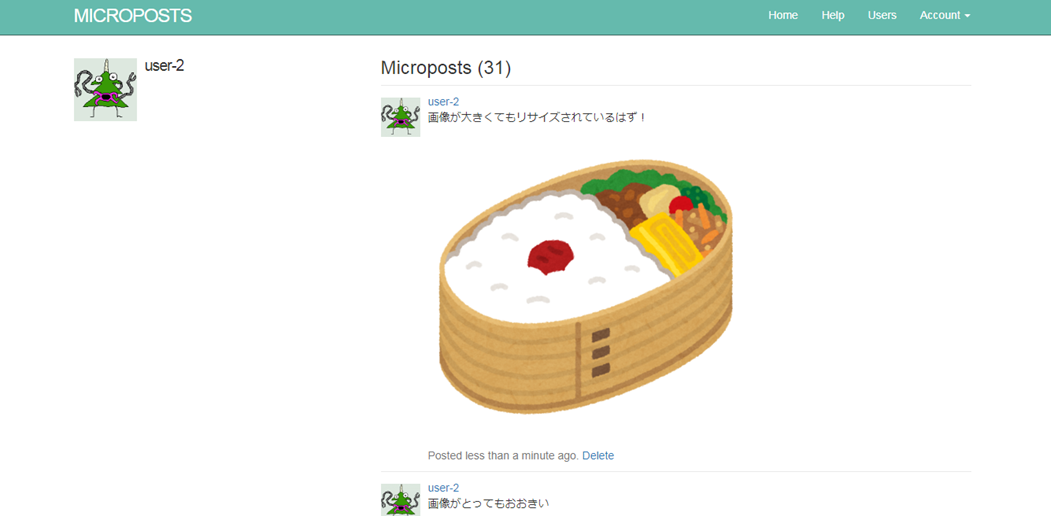 MICROPOSTS
Home Help Users Account
user-2
Microposts (31)
user-2
画像が大きくてもリサイズされているはず！
Posted less than a minute ago. Delete
user-2
画像がとってもおおきい